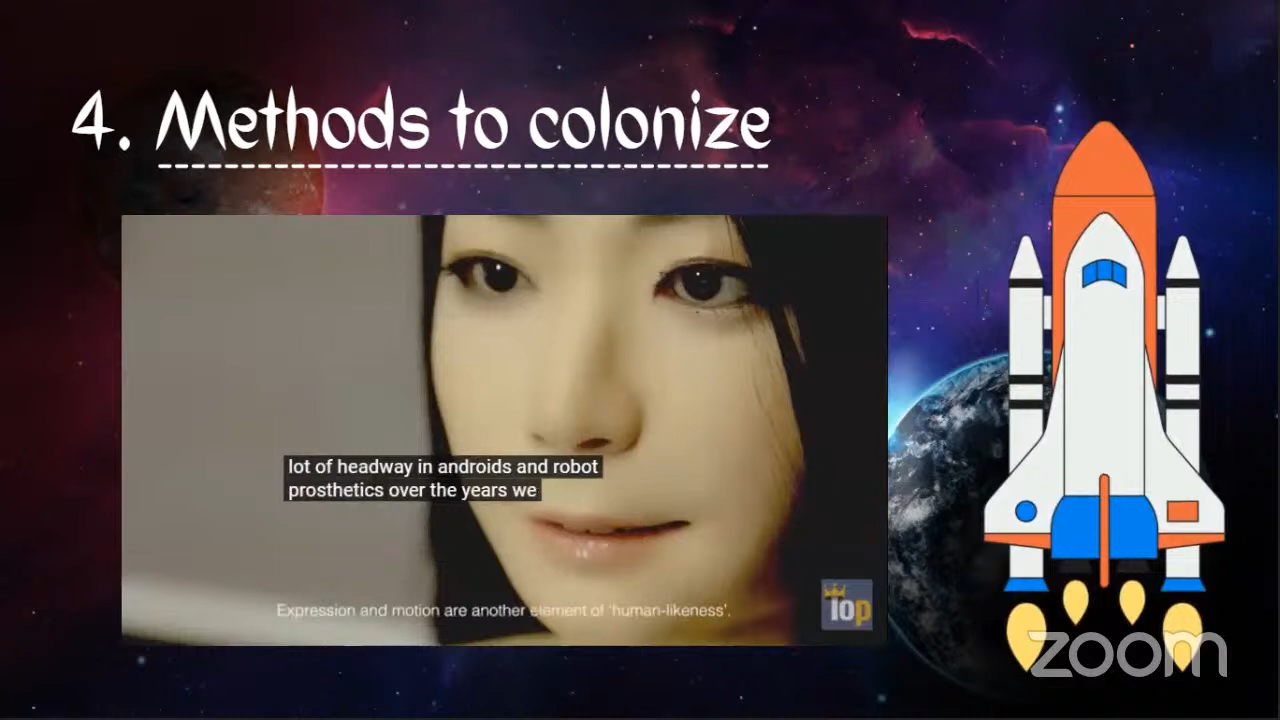 4. Methods to colonize
lot of headway in androids and robot
prosthetics over the years we
Expression and motion are another element of 'human-likeness'.
top
zoom